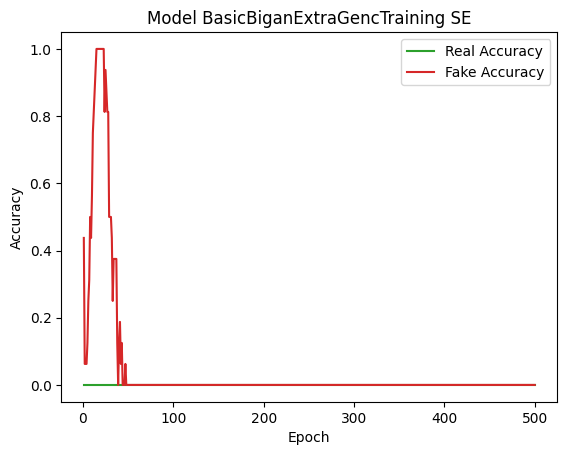 Model BasicBiganExtraGencTraining SE
Real Accuracy
Fake Accuracy
Accuracy
1.0
0.8
0.6
0.4
0.2
0.0
0 100 200 300 400 500
Epoch